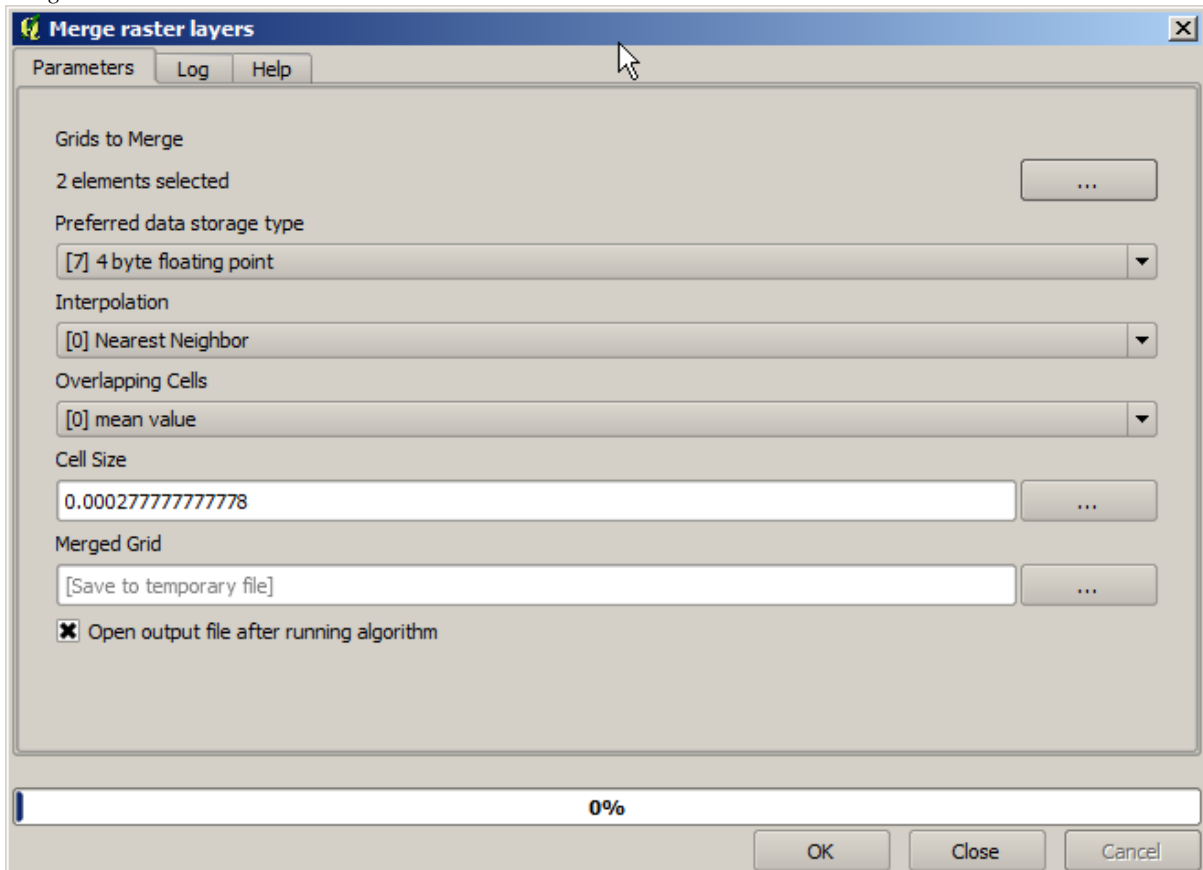 Merge raster layers
Parameters Log Help
Grids to Merge
2 elements selected
...
Preferred data storage type
[7] 4 byte floating point
Interpolation
[0] Nearest Neighbor
Overlapping Cells
[0] mean value
Cell Size
0.000277777777778
...
Merged Grid
[Save to temporary file]
...
Open output file after running algorithm
0%
OK Close Cancel